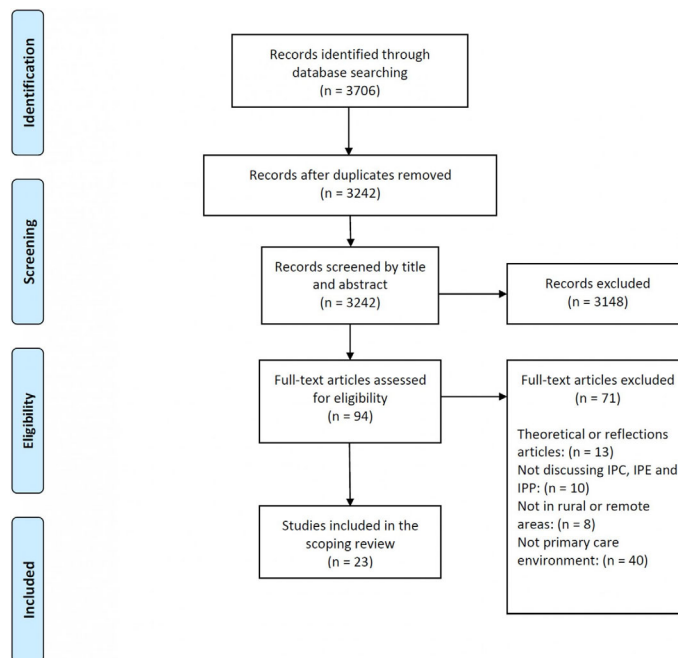 Identification
Records identified through
database searching
(n = 3706)
Records after duplicates removed
(n = 3242)
Screening
Records screened by title
and abstract
(n = 3242)
Records excluded
(n = 3148)
Eligibility
Full-text articles assessed
for eligibility
(n = 94)
Full-text articles excluded
(n = 71)
Theoretical or reflections
articles: (n = 13)
Not discussing IPC, IPE and
IPP: (n = 10)
Not in rural or remote
areas: (n = 8)
Not primary care
environment: (n = 40)
Included
Studies included in the
scoping review
(n = 23)